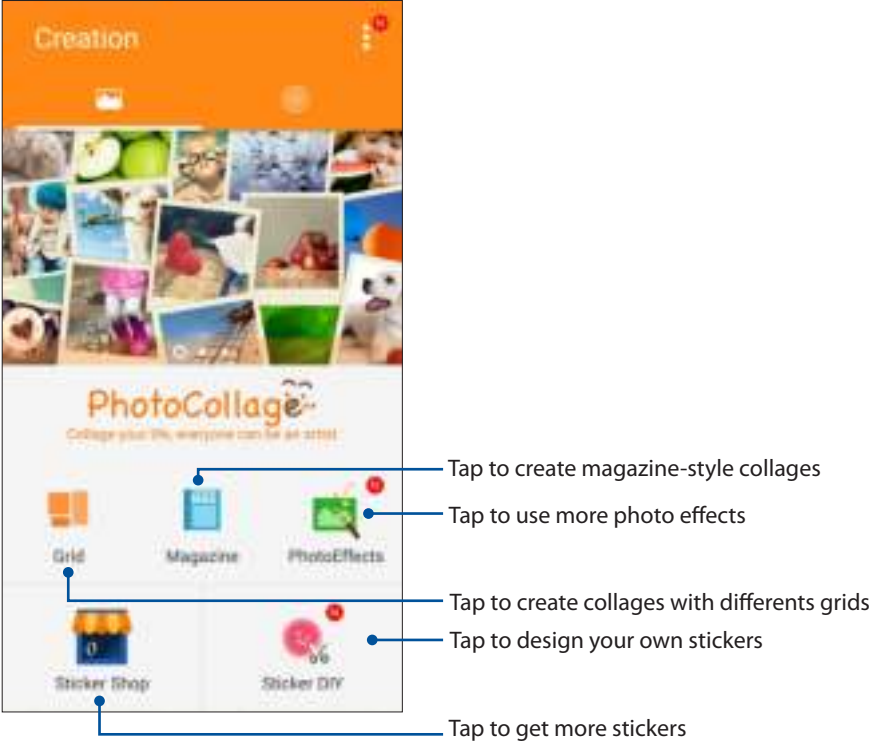 Creation
N
PhotoCollage
Collage your life, everyone can be an artist
Tap to create magazine-style collages
N
Tap to use more photo effects
Grid
Magazine
PhotoEffects
Tap to create collages with differents grids
N
Tap to design your own stickers
Sticker Shop
Sticker DIY
Tap to get more stickers